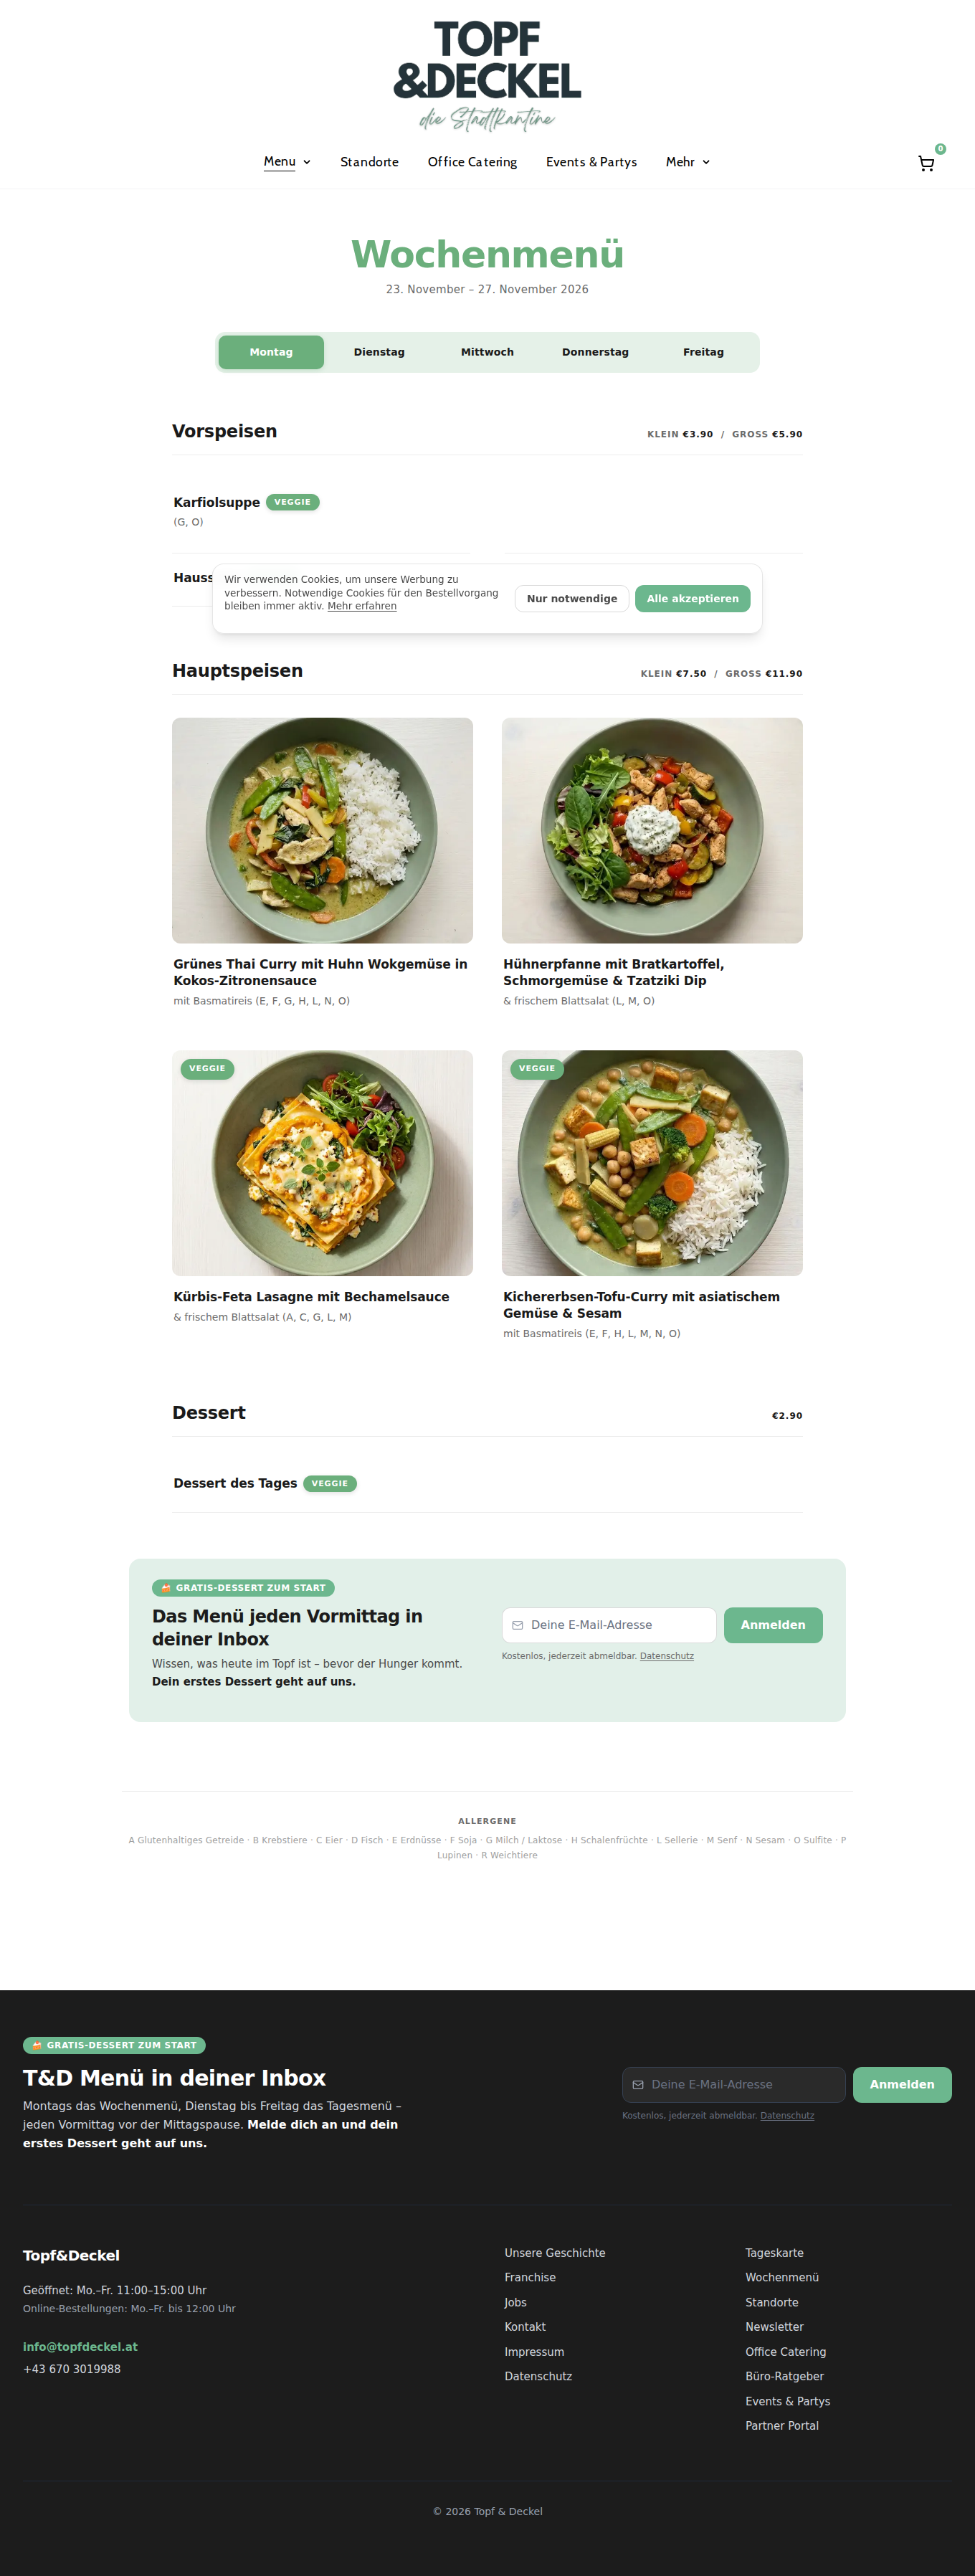 TOPF
&DECKEL
die Stadtkantine
Menu
Standorte
Office Catering
Events & Partys
Mehr
0
Wochenmenü
23. November – 27. November 2026
Montag
Dienstag
Mittwoch
Donnerstag
Freitag
Vorspeisen
KLEIN €3.90 / GROSS €5.90
Karfiolsuppe VEGGIE
(G, O)
Wir verwenden Cookies, um unsere Werbung zu
verbessern. Notwendige Cookies für den Bestellvorgang
bleiben immer aktiv. Mehr erfahren
Nur notwendige
Alle akzeptieren
Hauptspeisen
KLEIN €7.50 / GROSS €11.90
Grünes Thai Curry mit Huhn Wokgemüse in
Kokos-Zitronensauce
mit Basmatireis (E, F, G, H, L, N, O)
Hühnerpfanne mit Bratkartoffel,
Schmorgemüse & Tzatziki Dip
& frischem Blattsalat (L, M, O)
VEGGIE
Kürbis-Feta Lasagne mit Bechamelsauce
& frischem Blattsalat (A, C, G, L, M)
VEGGIE
Kichererbsen-Tofu-Curry mit asiatischem
Gemüse & Sesam
mit Basmatireis (E, F, H, L, M, N, O)
Dessert
€2.90
Dessert des Tages VEGGIE
🍰 GRATIS-DESSERT ZUM START
Das Menü jeden Vormittag in
deiner Inbox
Wissen, was heute im Topf ist – bevor der Hunger kommt.
Dein erstes Dessert geht auf uns.
Deine E-Mail-Adresse
Anmelden
Kostenlos, jederzeit abmeldbar. Datenschutz
ALLERGENE
A Glutenhaltiges Getreide · B Krebstiere · C Eier · D Fisch · E Erdnüsse · F Soja · G Milch / Laktose · H Schalenfrüchte · L Sellerie · M Senf · N Sesam · O Sulfite · P
Lupinen · R Weichtiere
🍰 GRATIS-DESSERT ZUM START
T&D Menü in deiner Inbox
Montags das Wochenmenü, Dienstag bis Freitag das Tagesmenü –
jeden Vormittag vor der Mittagspause. Melde dich an und dein
erstes Dessert geht auf uns.
Deine E-Mail-Adresse
Anmelden
Kostenlos, jederzeit abmeldbar. Datenschutz
Topf&Deckel
Geöffnet: Mo.–Fr. 11:00–15:00 Uhr
Online-Bestellungen: Mo.–Fr. bis 12:00 Uhr
info@topfdeckel.at
+43 670 3019988
Unsere Geschichte
Franchise
Jobs
Kontakt
Impressum
Datenschutz
Tageskarte
Wochenmenü
Standorte
Newsletter
Office Catering
Büro-Ratgeber
Events & Partys
Partner Portal
© 2026 Topf & Deckel